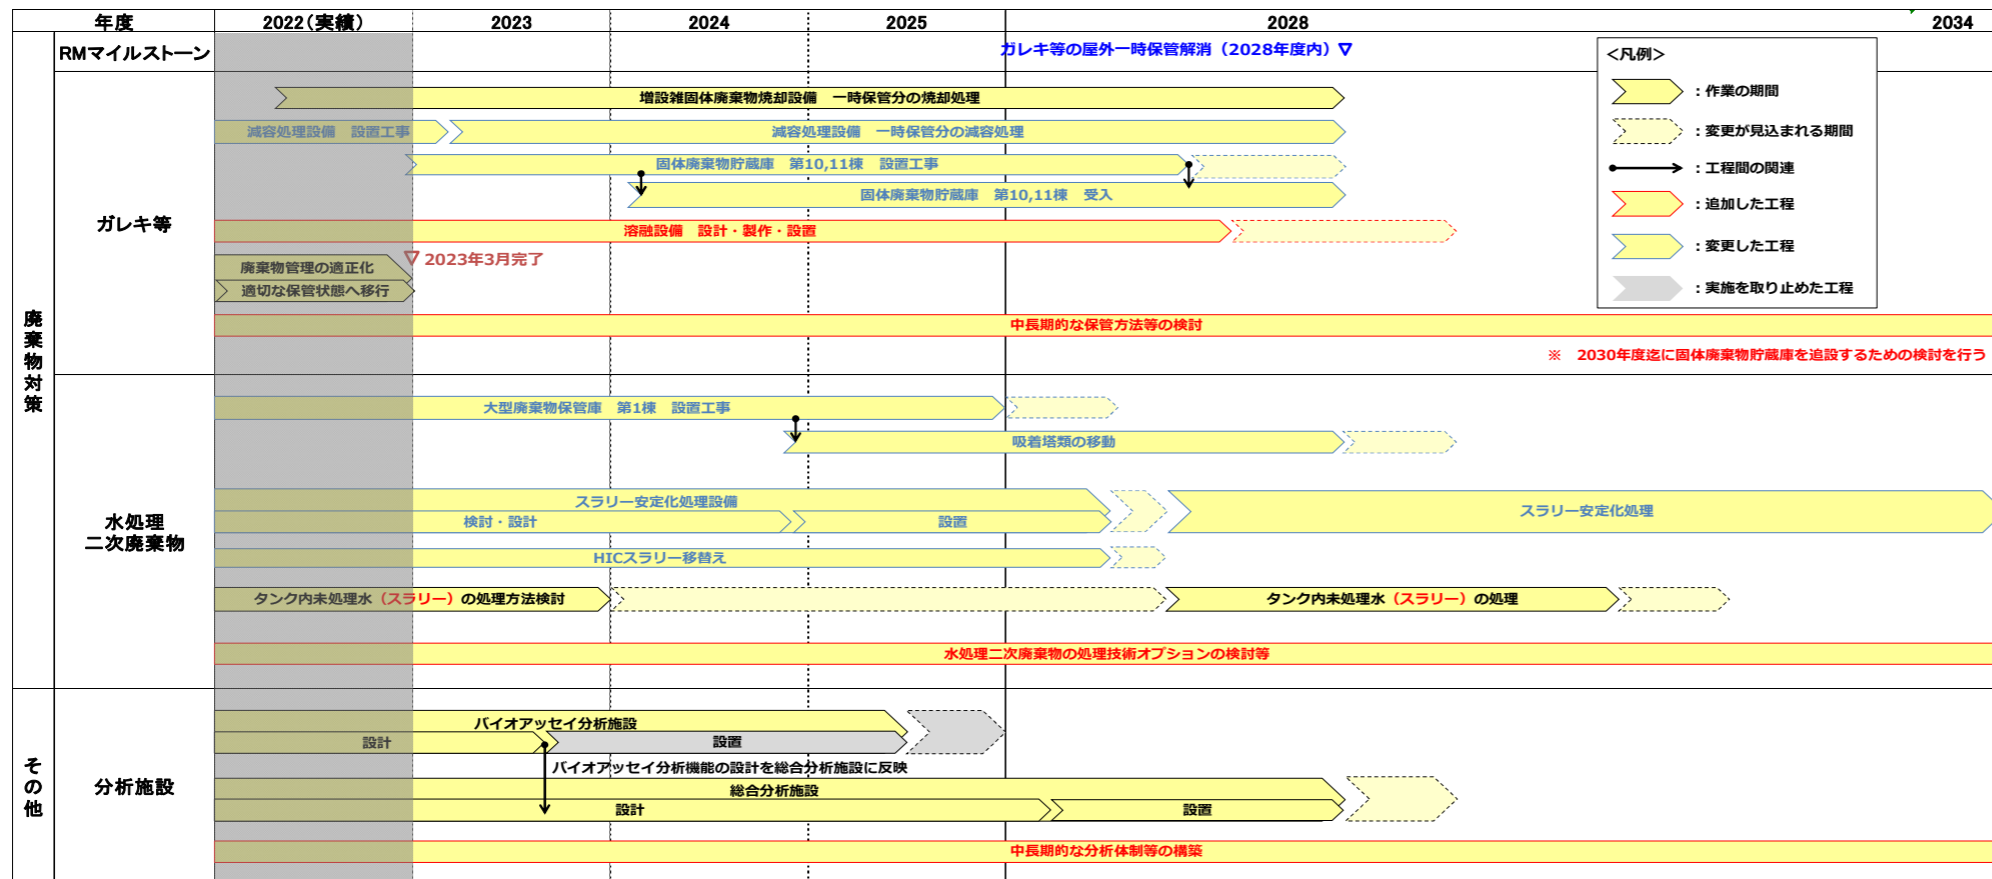 年度
2022（実績）
2023
2024
2025
2028
2034
RMマイルストーン
ガレキ等の屋外一時保管解消（2028年度内）▽
＜凡例＞
：作業の期間
：変更が見込まれる期間
：工程間の関連
：追加した工程
：変更した工程
：実施を取り止めた工程
廃棄物対策
ガレキ等
増設雑固体廃棄物焼却設備　一時保管分の焼却処理
減容処理設備　設置工事
減容処理設備　一時保管分の減容処理
固体廃棄物貯蔵庫　第10,11棟　設置工事
固体廃棄物貯蔵庫　第10,11棟　受入
溶融設備　設計・製作・設置
廃棄物管理の適正化
▽ 2023年3月完了
適切な保管状態へ移行
中長期的な保管方法等の検討
※　2030年度迄に固体廃棄物貯蔵庫を追設するための検討を行う
水処理
二次廃棄物
大型廃棄物保管庫　第1棟　設置工事
吸着塔類の移動
スラリー安定化処理設備
検討・設計
設置
スラリー安定化処理
HICスラリー移替え
タンク内未処理水（スラリー）の処理方法検討
タンク内未処理水（スラリー）の処理
水処理二次廃棄物の処理技術オプションの検討等
その他
分析施設
バイオアッセイ分析施設
設計
設置
バイオアッセイ分析機能の設計を総合分析施設に反映
総合分析施設
設計
設置
中長期的な分析体制等の構築